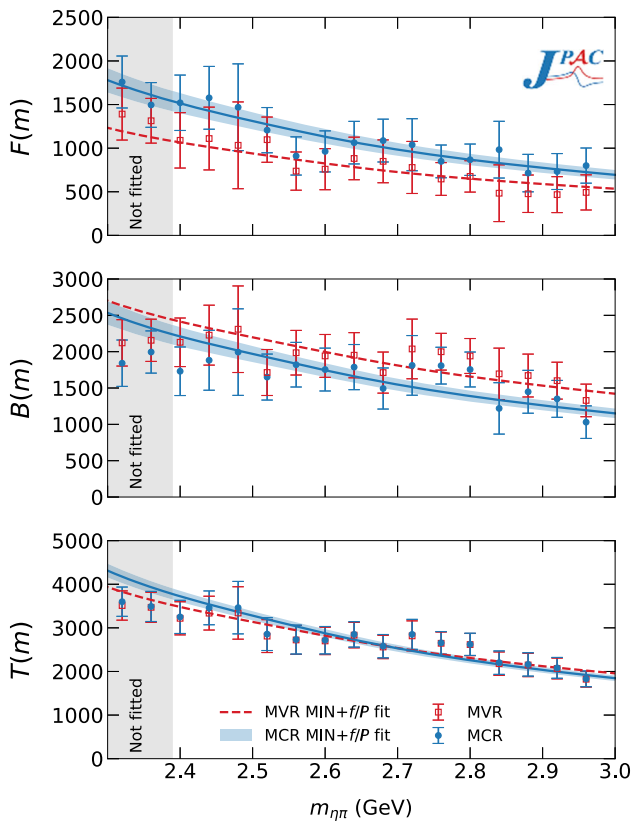 2500
2000
1500
1000
500
0
F(m)
Not fitted
JPAC
3000
2500
2000
1500
1000
500
0
B(m)
Not fitted
5000
4000
3000
2000
1000
0
T(m)
Not fitted
MVR MIN+f/P fit
MCR MIN+f/P fit
MVR
MCR
2.4 2.5 2.6 2.7 2.8 2.9 3.0
mηπ (GeV)